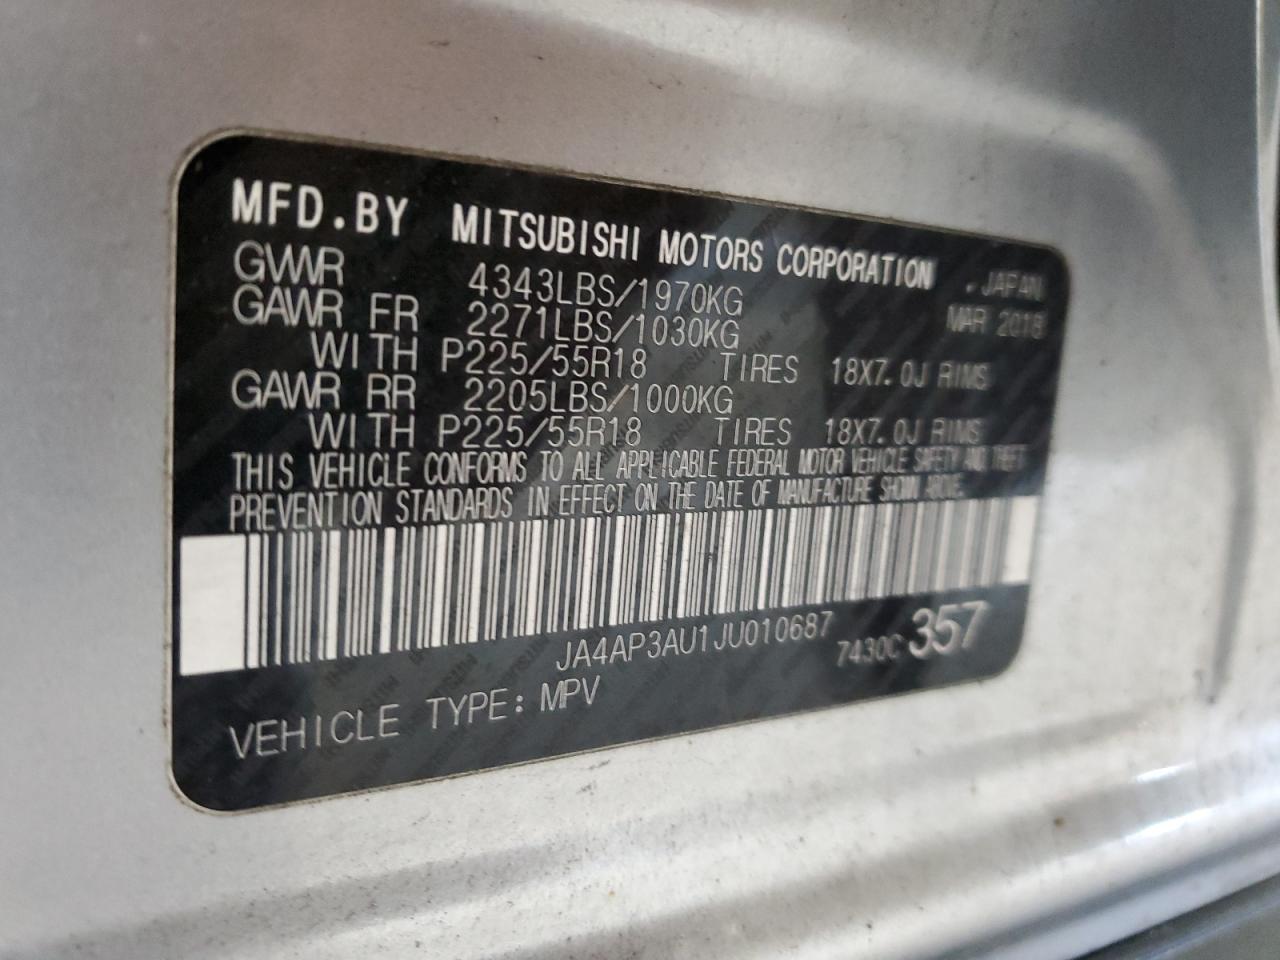 MFD.BY MITSUBISHI MOTORS CORPORATION -JAPAN
GVWR 4343LBS/1970KG MAR 2018
GAWR FR 2271LBS/1030KG
WITH P225/55R18 TIRES 18X7.0J RIMS
GAWR RR 2205LBS/1000KG
WITH P225/55R18 TIRES 18X7.0J RIMS
THIS VEHICLE CONFORMS TO ALL APPLICABLE FEDERAL MOTOR VEHICLE SAFETY AND THEFT
PREVENTION STANDARDS IN EFFECT ON THE DATE OF MANUFACTURE SHOWN ABOVE.
JA4AP3AU1JU010687 7430C 357
VEHICLE TYPE: MPV